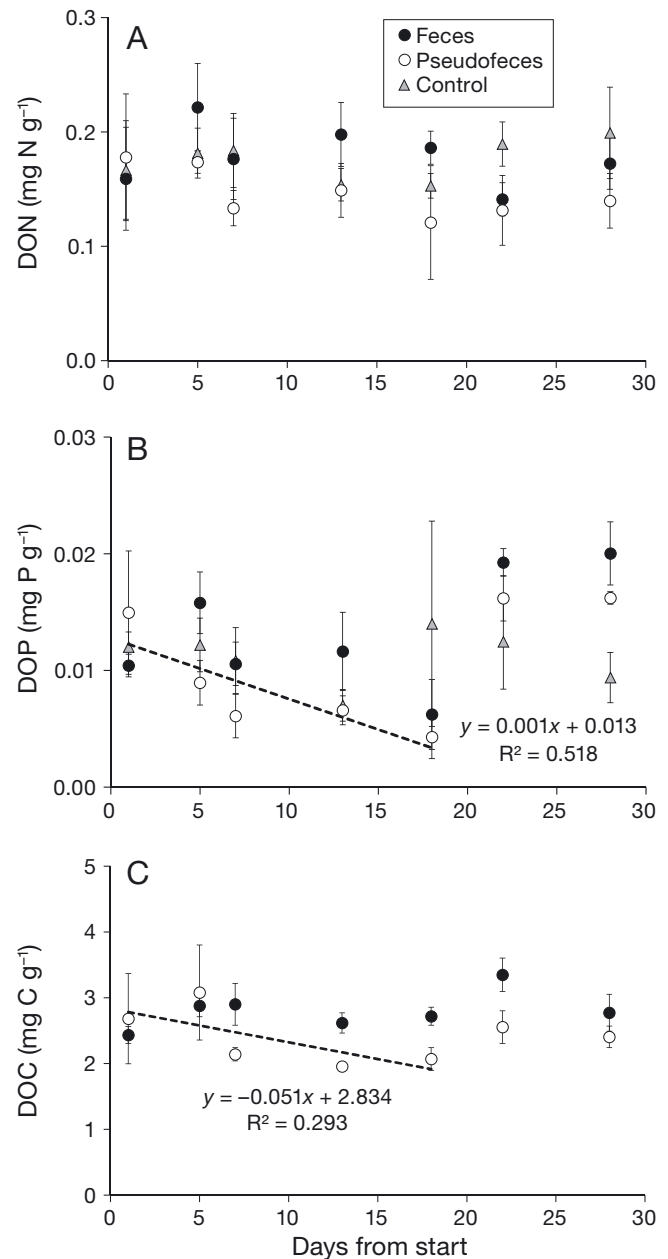 A
Feces
Pseudofeces
Control
DON (mg N g⁻¹)
0.3
0.2
0.1
0.0
0 5 10 15 20 25 30
B
DOP (mg P g⁻¹)
0.03
0.02
0.01
0.00
y = 0.001x + 0.013
R² = 0.518
0 5 10 15 20 25 30
C
DOC (mg C g⁻¹)
5
4
3
2
1
0
y = −0.051x + 2.834
R² = 0.293
0 5 10 15 20 25 30
Days from start